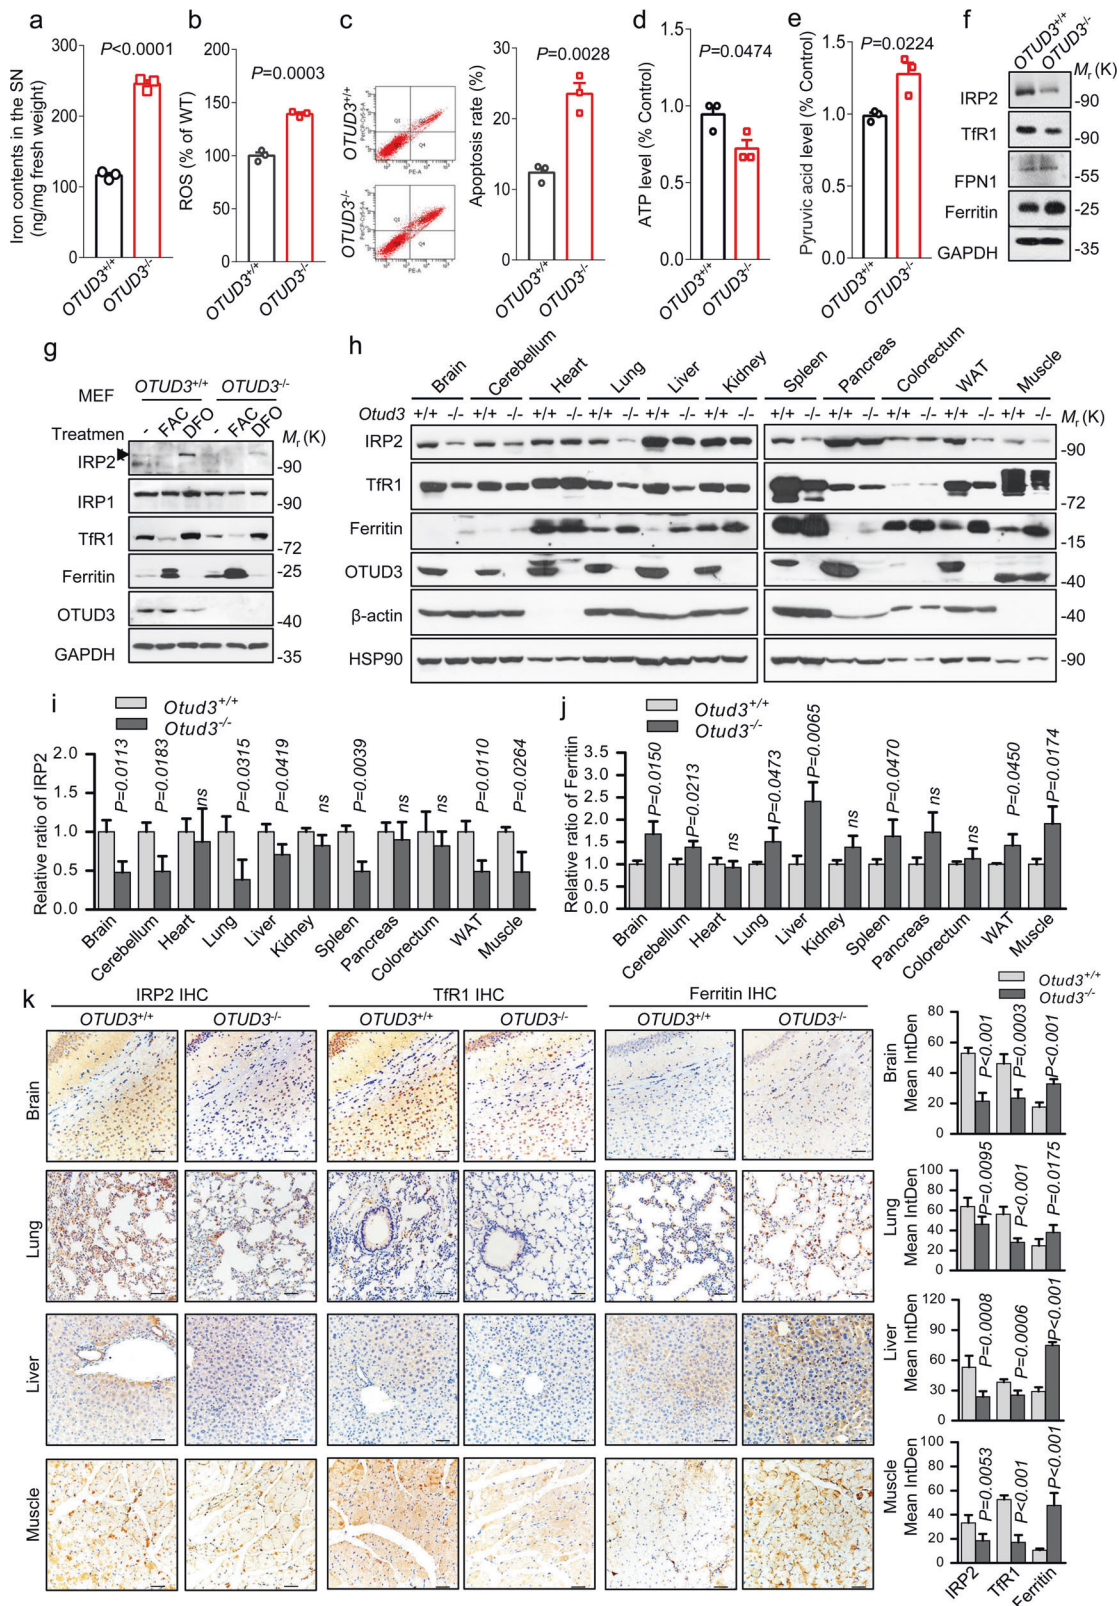 a
Iron contents in the SN
(ng/mg fresh weight)
300
200
100
0
P<0.0001
OTUD3+/+
OTUD3-/-
b
ROS (% of WT)
200
150
100
50
0
P=0.0003
OTUD3+/+
OTUD3-/-
c
OTUD3+/+
OTUD3-/-
PerCP-Cy5-5-A
PE-A
Q1
Q4
Apoptosis rate (%)
30
20
10
0
P=0.0028
OTUD3+/+
OTUD3-/-
d
ATP level (% Control)
1.5
1.0
0.5
0.0
P=0.0474
OTUD3+/+
OTUD3-/-
e
Pyruvic acid level (% Control)
1.5
1.0
0.5
0.0
P=0.0224
OTUD3+/+
OTUD3-/-
f
OTUD3+/+
OTUD3-/-
Mr (K)
IRP2
-90
TfR1
-90
FPN1
-55
Ferritin
-25
GAPDH
-35
g
MEF
OTUD3+/+ OTUD3-/-
Treatmen - FAC DFO - FAC DFO
Mr (K)
IRP2
-90
IRP1
-90
TfR1
-72
Ferritin
-25
OTUD3
-40
GAPDH
-35
h
Brain Cerebellum Heart Lung Liver Kidney Spleen Pancreas Colorectum WAT Muscle
Otud3 +/+ -/- +/+ -/- +/+ -/- +/+ -/- +/+ -/- +/+ -/- +/+ -/- +/+ -/- +/+ -/- +/+ -/- +/+ -/- Mr (K)
IRP2
-90
TfR1
-72
Ferritin
-15
OTUD3
-40
β-actin
-40
HSP90
-90
i
Otud3+/+
Otud3-/-
Relative ratio of IRP2
2.0
1.5
1.0
0.5
0.0
P=0.0113 P=0.0183 ns P=0.0315 P=0.0419 ns P=0.0039 ns ns P=0.0110 P=0.0264
Brain Cerebellum Heart Lung Liver Kidney Spleen Pancreas Colorectum WAT Muscle
j
Otud3+/+
Otud3-/-
Relative ratio of Ferritin
3.5
3.0
2.5
2.0
1.5
1.0
0.5
0.0
P=0.0150 P=0.0213 ns P=0.0473 P=0.0065 ns P=0.0470 ns ns P=0.0450 P=0.0174
Brain Cerebellum Heart Lung Liver Kidney Spleen Pancreas Colorectum WAT Muscle
k
IRP2 IHC TfR1 IHC Ferritin IHC
OTUD3+/+ OTUD3-/- OTUD3+/+ OTUD3-/- OTUD3+/+ OTUD3-/-
Otud3+/+
Otud3-/-
Brain
Brain
Mean IntDen
80
60
40
20
0
P<0.001 P=0.0003 P<0.001
Lung
Lung
Mean IntDen
100
80
60
40
20
0
P=0.0095 P<0.001 P=0.0175
Liver
Liver
Mean IntDen
120
90
60
30
0
P=0.0008 P=0.0006 P<0.001
Muscle
Muscle
Mean IntDen
100
80
60
40
20
0
P=0.0053 P<0.001 P<0.001
IRP2 TfR1 Ferritin